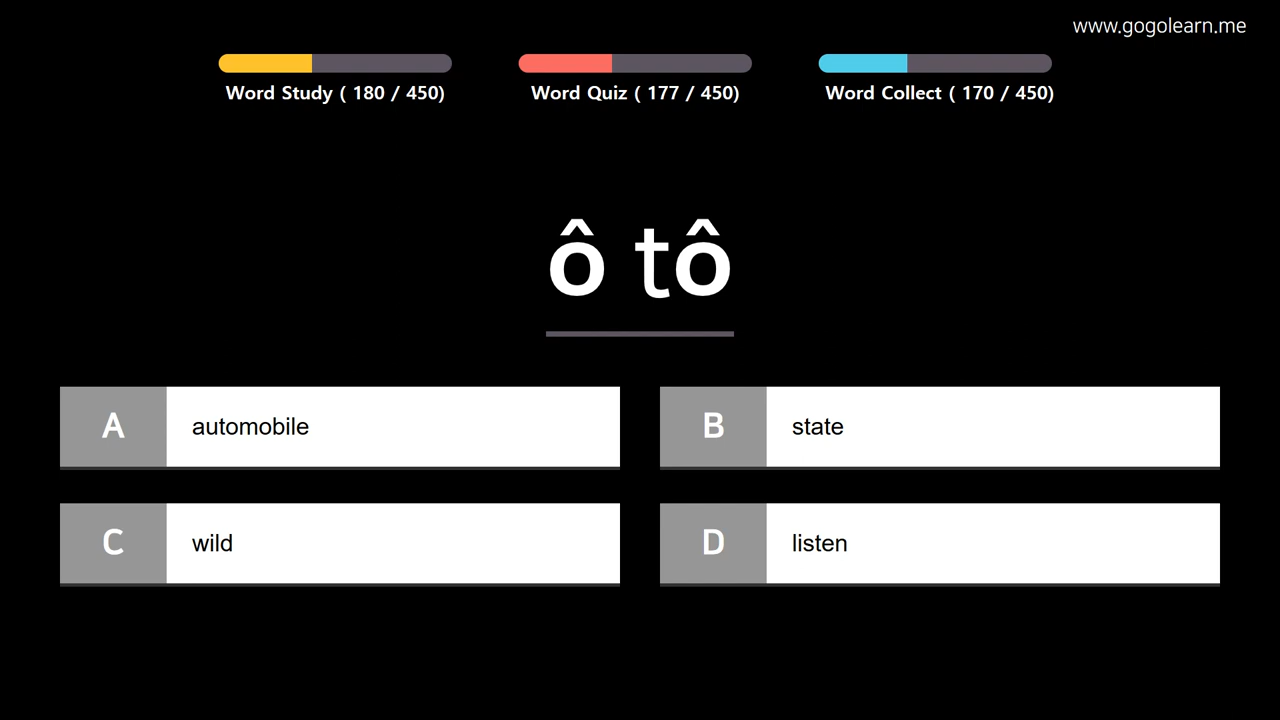 www.gogolearn.me
Word Study ( 180 / 450)
Word Quiz ( 177 / 450)
Word Collect ( 170 / 450)
ô tô
A automobile
B state
C wild
D listen